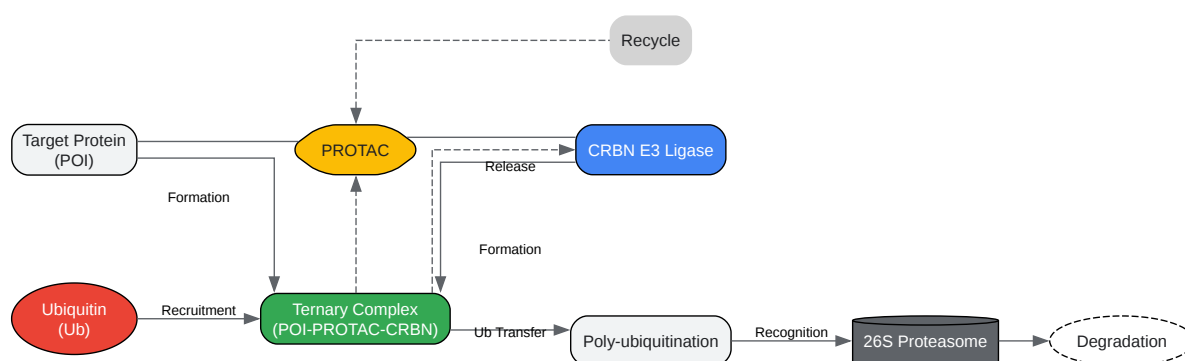 Recycle
Target Protein
(POI)
PROTAC
CRBN E3 Ligase
Release
Formation
Formation
Ubiquitin
(Ub)
Recruitment
Ternary Complex
(POI-PROTAC-CRBN)
Ub Transfer
Poly-ubiquitination
Recognition
26S Proteasome
Degradation